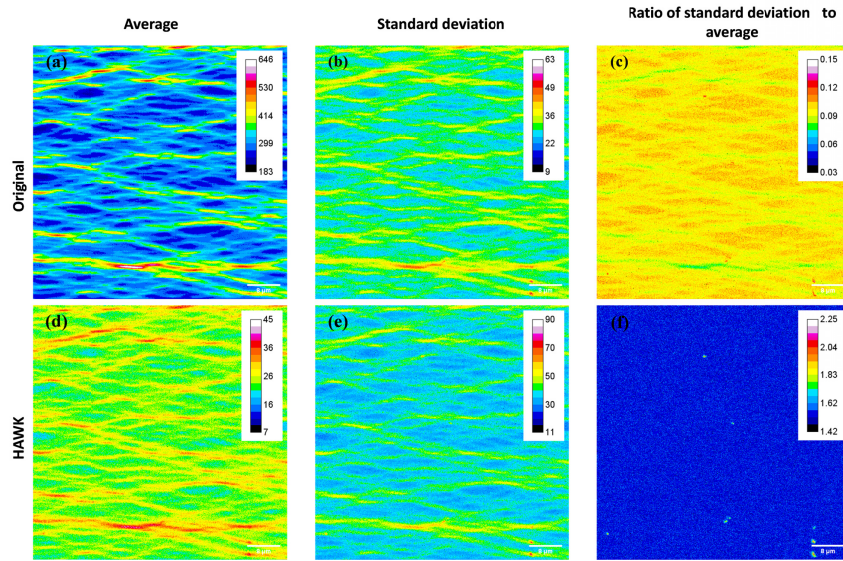 Average
Standard deviation
Ratio of standard deviation to
average
Original
HAWK
(a)
646
530
414
299
183
8 µm
(b)
63
49
36
22
9
8 µm
(c)
0.15
0.12
0.09
0.06
0.03
8 µm
(d)
45
36
26
16
7
8 µm
(e)
90
70
50
30
11
8 µm
(f)
2.25
2.04
1.83
1.62
1.42
8 µm